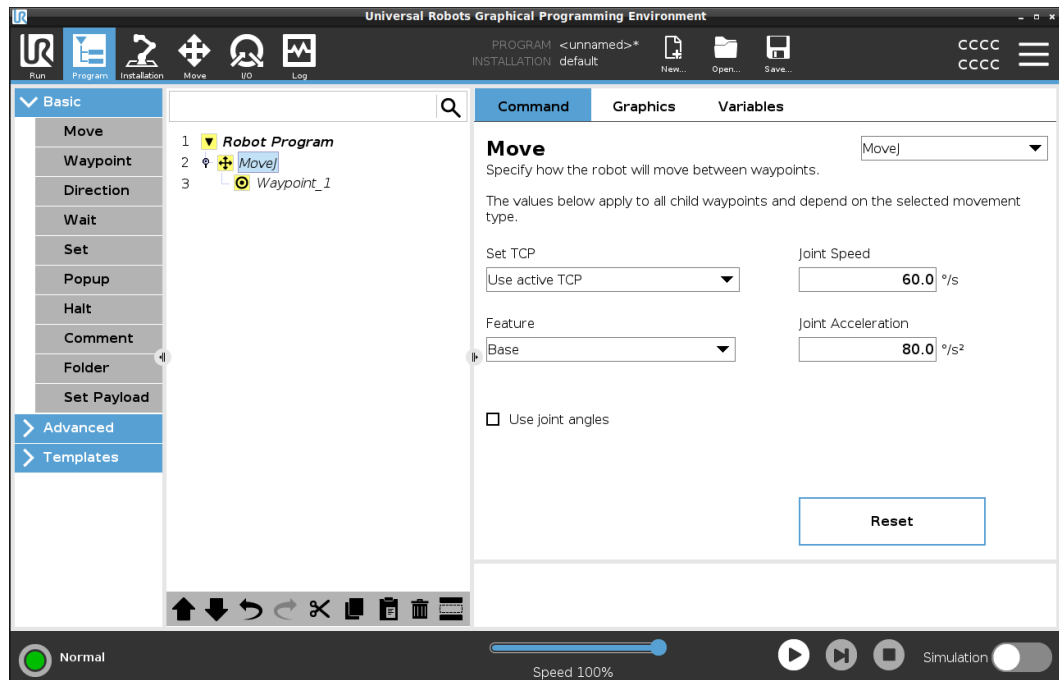 Universal Robots Graphical Programming Environment
Run
Program
Installation
Move
I/O
Log
PROGRAM <unnamed>*
INSTALLATION default
New...
Open...
Save...
CCCC
CCCC
Basic
Move
Waypoint
Direction
Wait
Set
Popup
Halt
Comment
Folder
Set Payload
Advanced
Templates
1 Robot Program
2 MoveJ
3 Waypoint_1
Command
Graphics
Variables
Move
MoveJ
Specify how the robot will move between waypoints.
The values below apply to all child waypoints and depend on the selected movement
type.
Set TCP
Joint Speed
Use active TCP
60.0 °/s
Feature
Joint Acceleration
Base
80.0 °/s²
Use joint angles
Reset
Normal
Speed 100%
Simulation